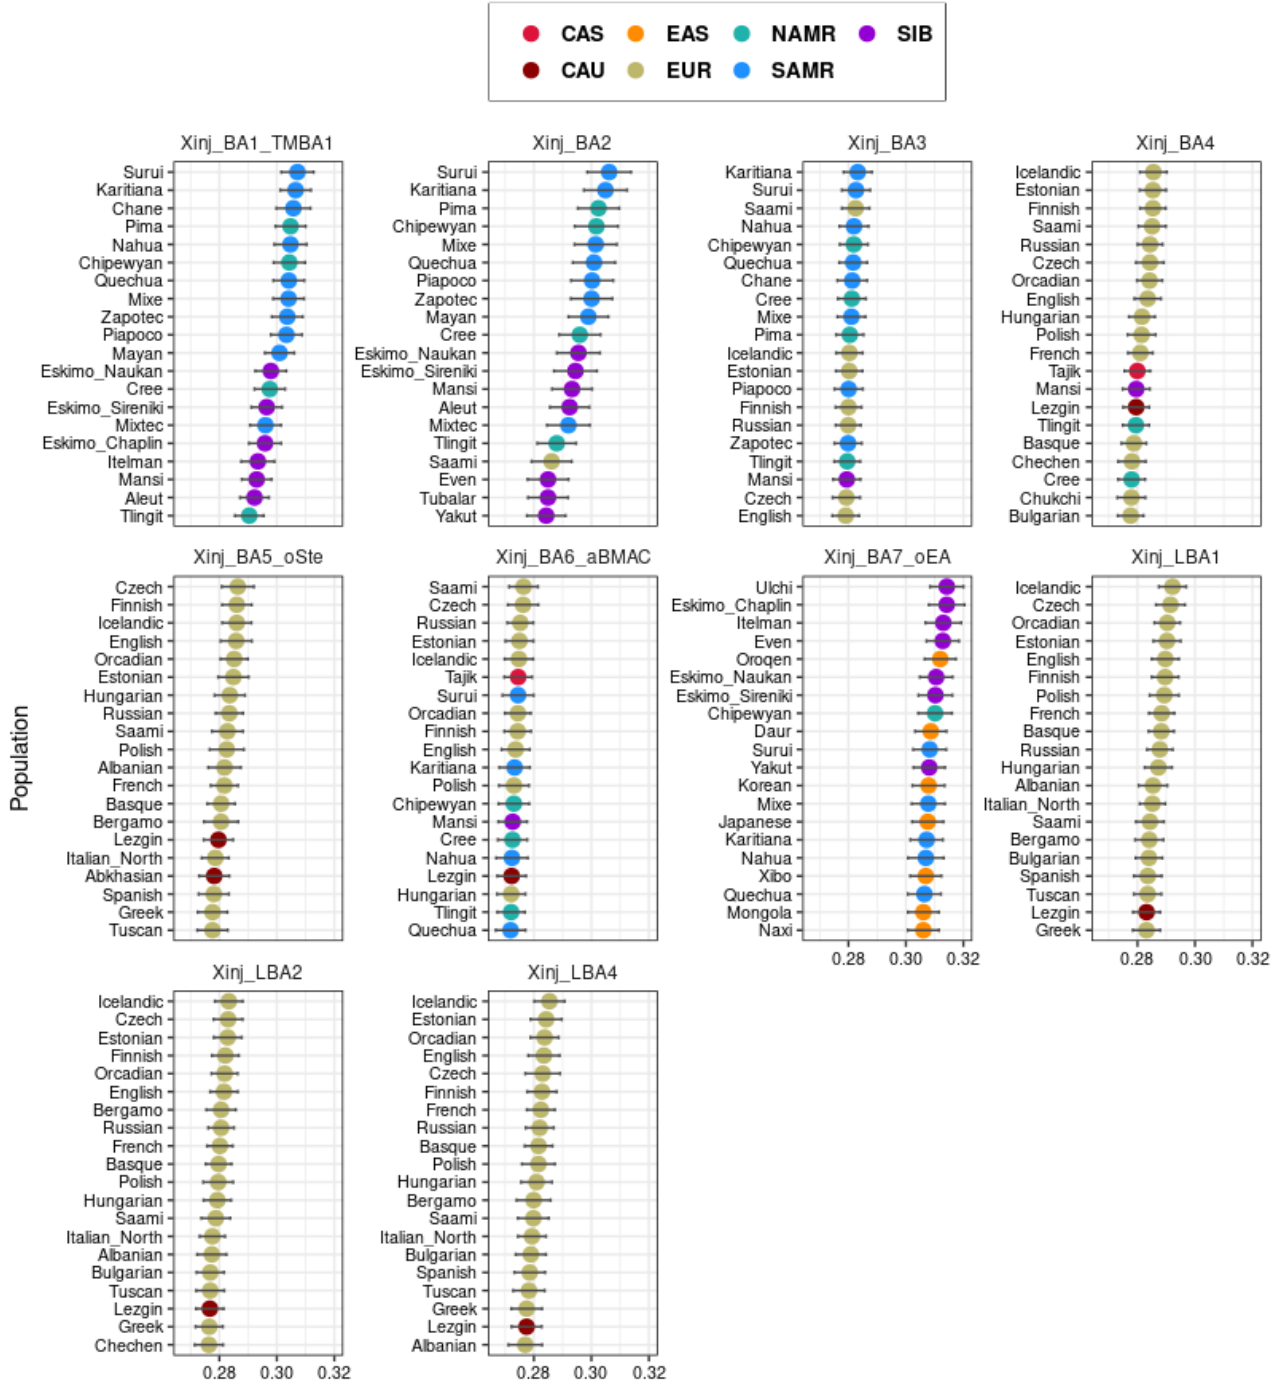 CAS EAS NAMR SIB
CAU EUR SAMR
Xinj_BA1_TMBA1
Surui
Karitiana
Chane
Pima
Nahua
Chipewyan
Quechua
Mixe
Zapotec
Piapoco
Mayan
Eskimo_Naukan
Cree
Eskimo_Sireniki
Mixtec
Eskimo_Chaplin
Itelman
Mansi
Aleut
Tlingit
Xinj_BA2
Surui
Karitiana
Pima
Chipewyan
Mixe
Quechua
Piapoco
Zapotec
Mayan
Cree
Eskimo_Naukan
Eskimo_Sireniki
Mansi
Aleut
Mixtec
Tlingit
Saami
Even
Tubalar
Yakut
Xinj_BA3
Karitiana
Surui
Saami
Nahua
Chipewyan
Quechua
Chane
Cree
Mixe
Pima
Icelandic
Estonian
Piapoco
Finnish
Russian
Zapotec
Tlingit
Mansi
Czech
English
Xinj_BA4
Icelandic
Estonian
Finnish
Saami
Russian
Czech
Orcadian
English
Hungarian
Polish
French
Tajik
Mansi
Lezgin
Tlingit
Basque
Chechen
Cree
Chukchi
Bulgarian
Population
Xinj_BA5_oSte
Czech
Finnish
Icelandic
English
Orcadian
Estonian
Hungarian
Russian
Saami
Polish
Albanian
French
Basque
Bergamo
Lezgin
Italian_North
Abkhasian
Spanish
Greek
Tuscan
Xinj_BA6_aBMAC
Saami
Czech
Russian
Estonian
Icelandic
Tajik
Surui
Orcadian
Finnish
English
Karitiana
Polish
Chipewyan
Mansi
Cree
Nahua
Lezgin
Hungarian
Tlingit
Quechua
Xinj_BA7_oEA
Ulchi
Eskimo_Chaplin
Itelman
Even
Oroqen
Eskimo_Naukan
Eskimo_Sireniki
Chipewyan
Daur
Surui
Yakut
Korean
Mixe
Japanese
Karitiana
Nahua
Xibo
Quechua
Mongola
Naxi
0.28 0.30 0.32
Xinj_LBA1
Icelandic
Czech
Orcadian
Estonian
English
Finnish
Polish
French
Basque
Russian
Hungarian
Albanian
Italian_North
Saami
Bergamo
Bulgarian
Spanish
Tuscan
Lezgin
Greek
0.28 0.30 0.32
Xinj_LBA2
Icelandic
Czech
Estonian
Finnish
Orcadian
English
Bergamo
Russian
French
Basque
Polish
Hungarian
Saami
Italian_North
Albanian
Bulgarian
Tuscan
Lezgin
Greek
Chechen
0.28 0.30 0.32
Xinj_LBA4
Icelandic
Estonian
Orcadian
English
Czech
Finnish
French
Russian
Basque
Polish
Hungarian
Bergamo
Saami
Italian_North
Bulgarian
Spanish
Tuscan
Greek
Lezgin
Albanian
0.28 0.30 0.32